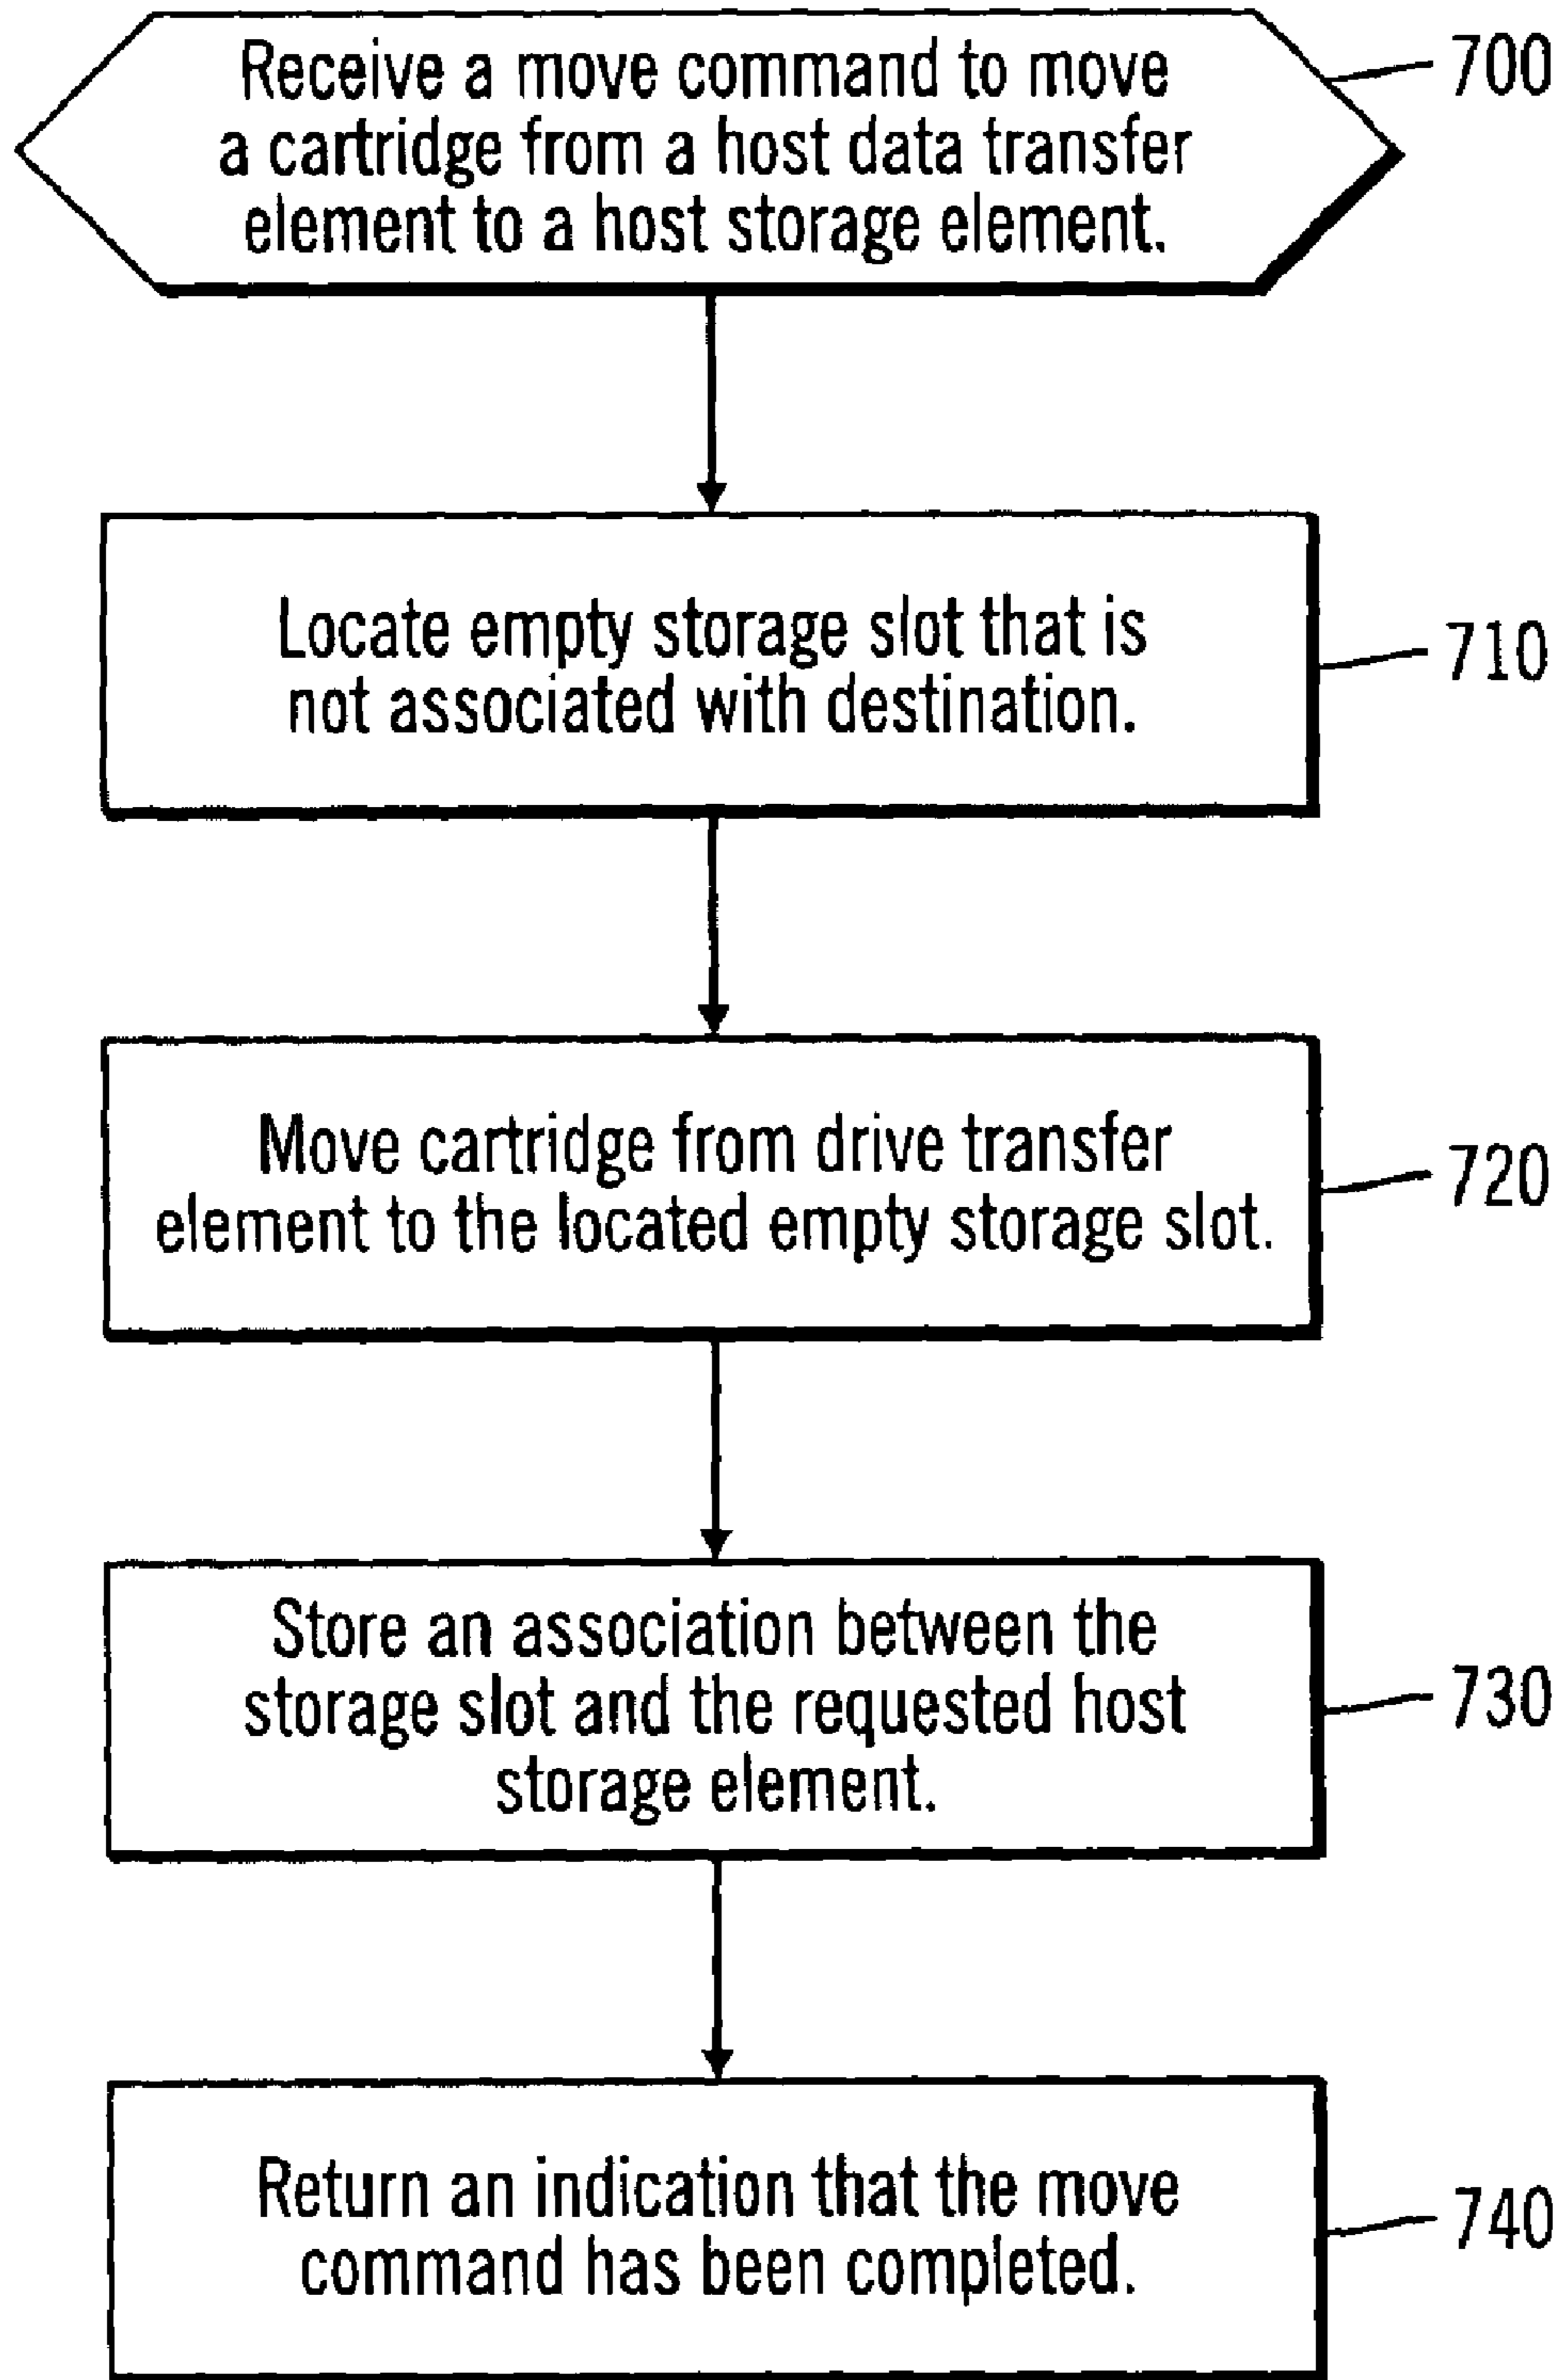 Receive a move command to move
a cartridge from a host data transfer
element to a host storage element.
700
Locate empty storage slot that is
not associated with destination.
710
Move cartridge from drive transfer
element to the located empty storage slot.
720
Store an association between the
storage slot and the requested host
storage element.
730
Return an indication that the move
command has been completed.
740